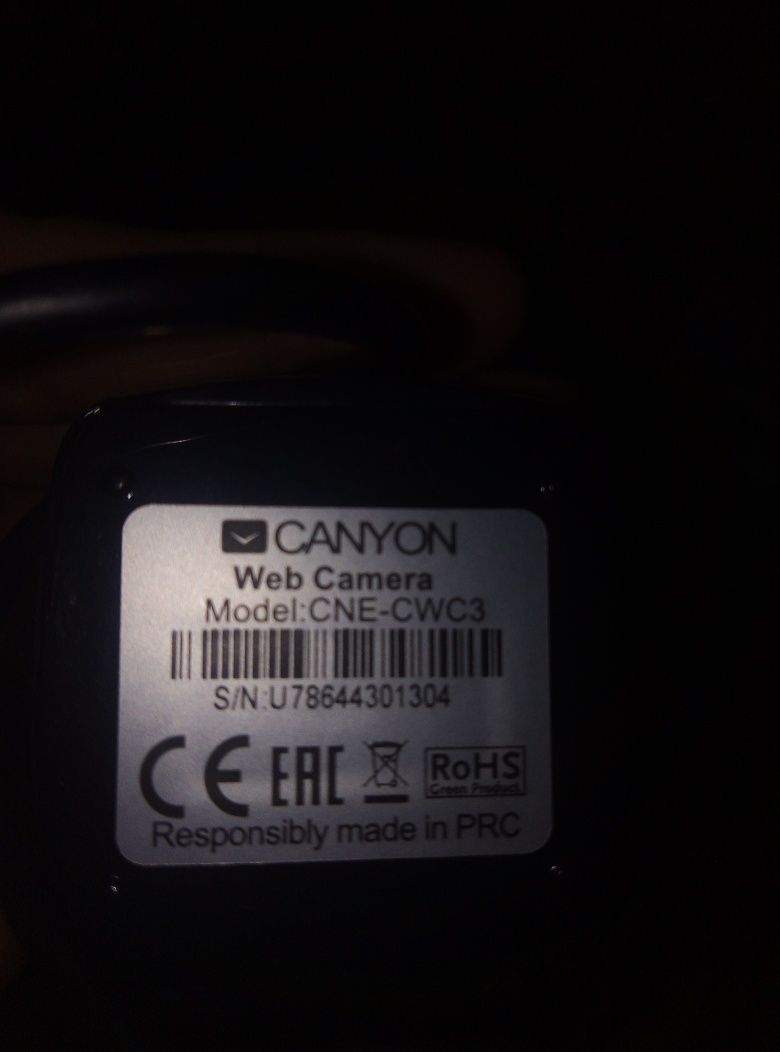 CANYON
Web Camera
Model:CNE-CWC3
S/N:U78644301304
CE EAC RoHS
Green Product
Responsibly made in PRC